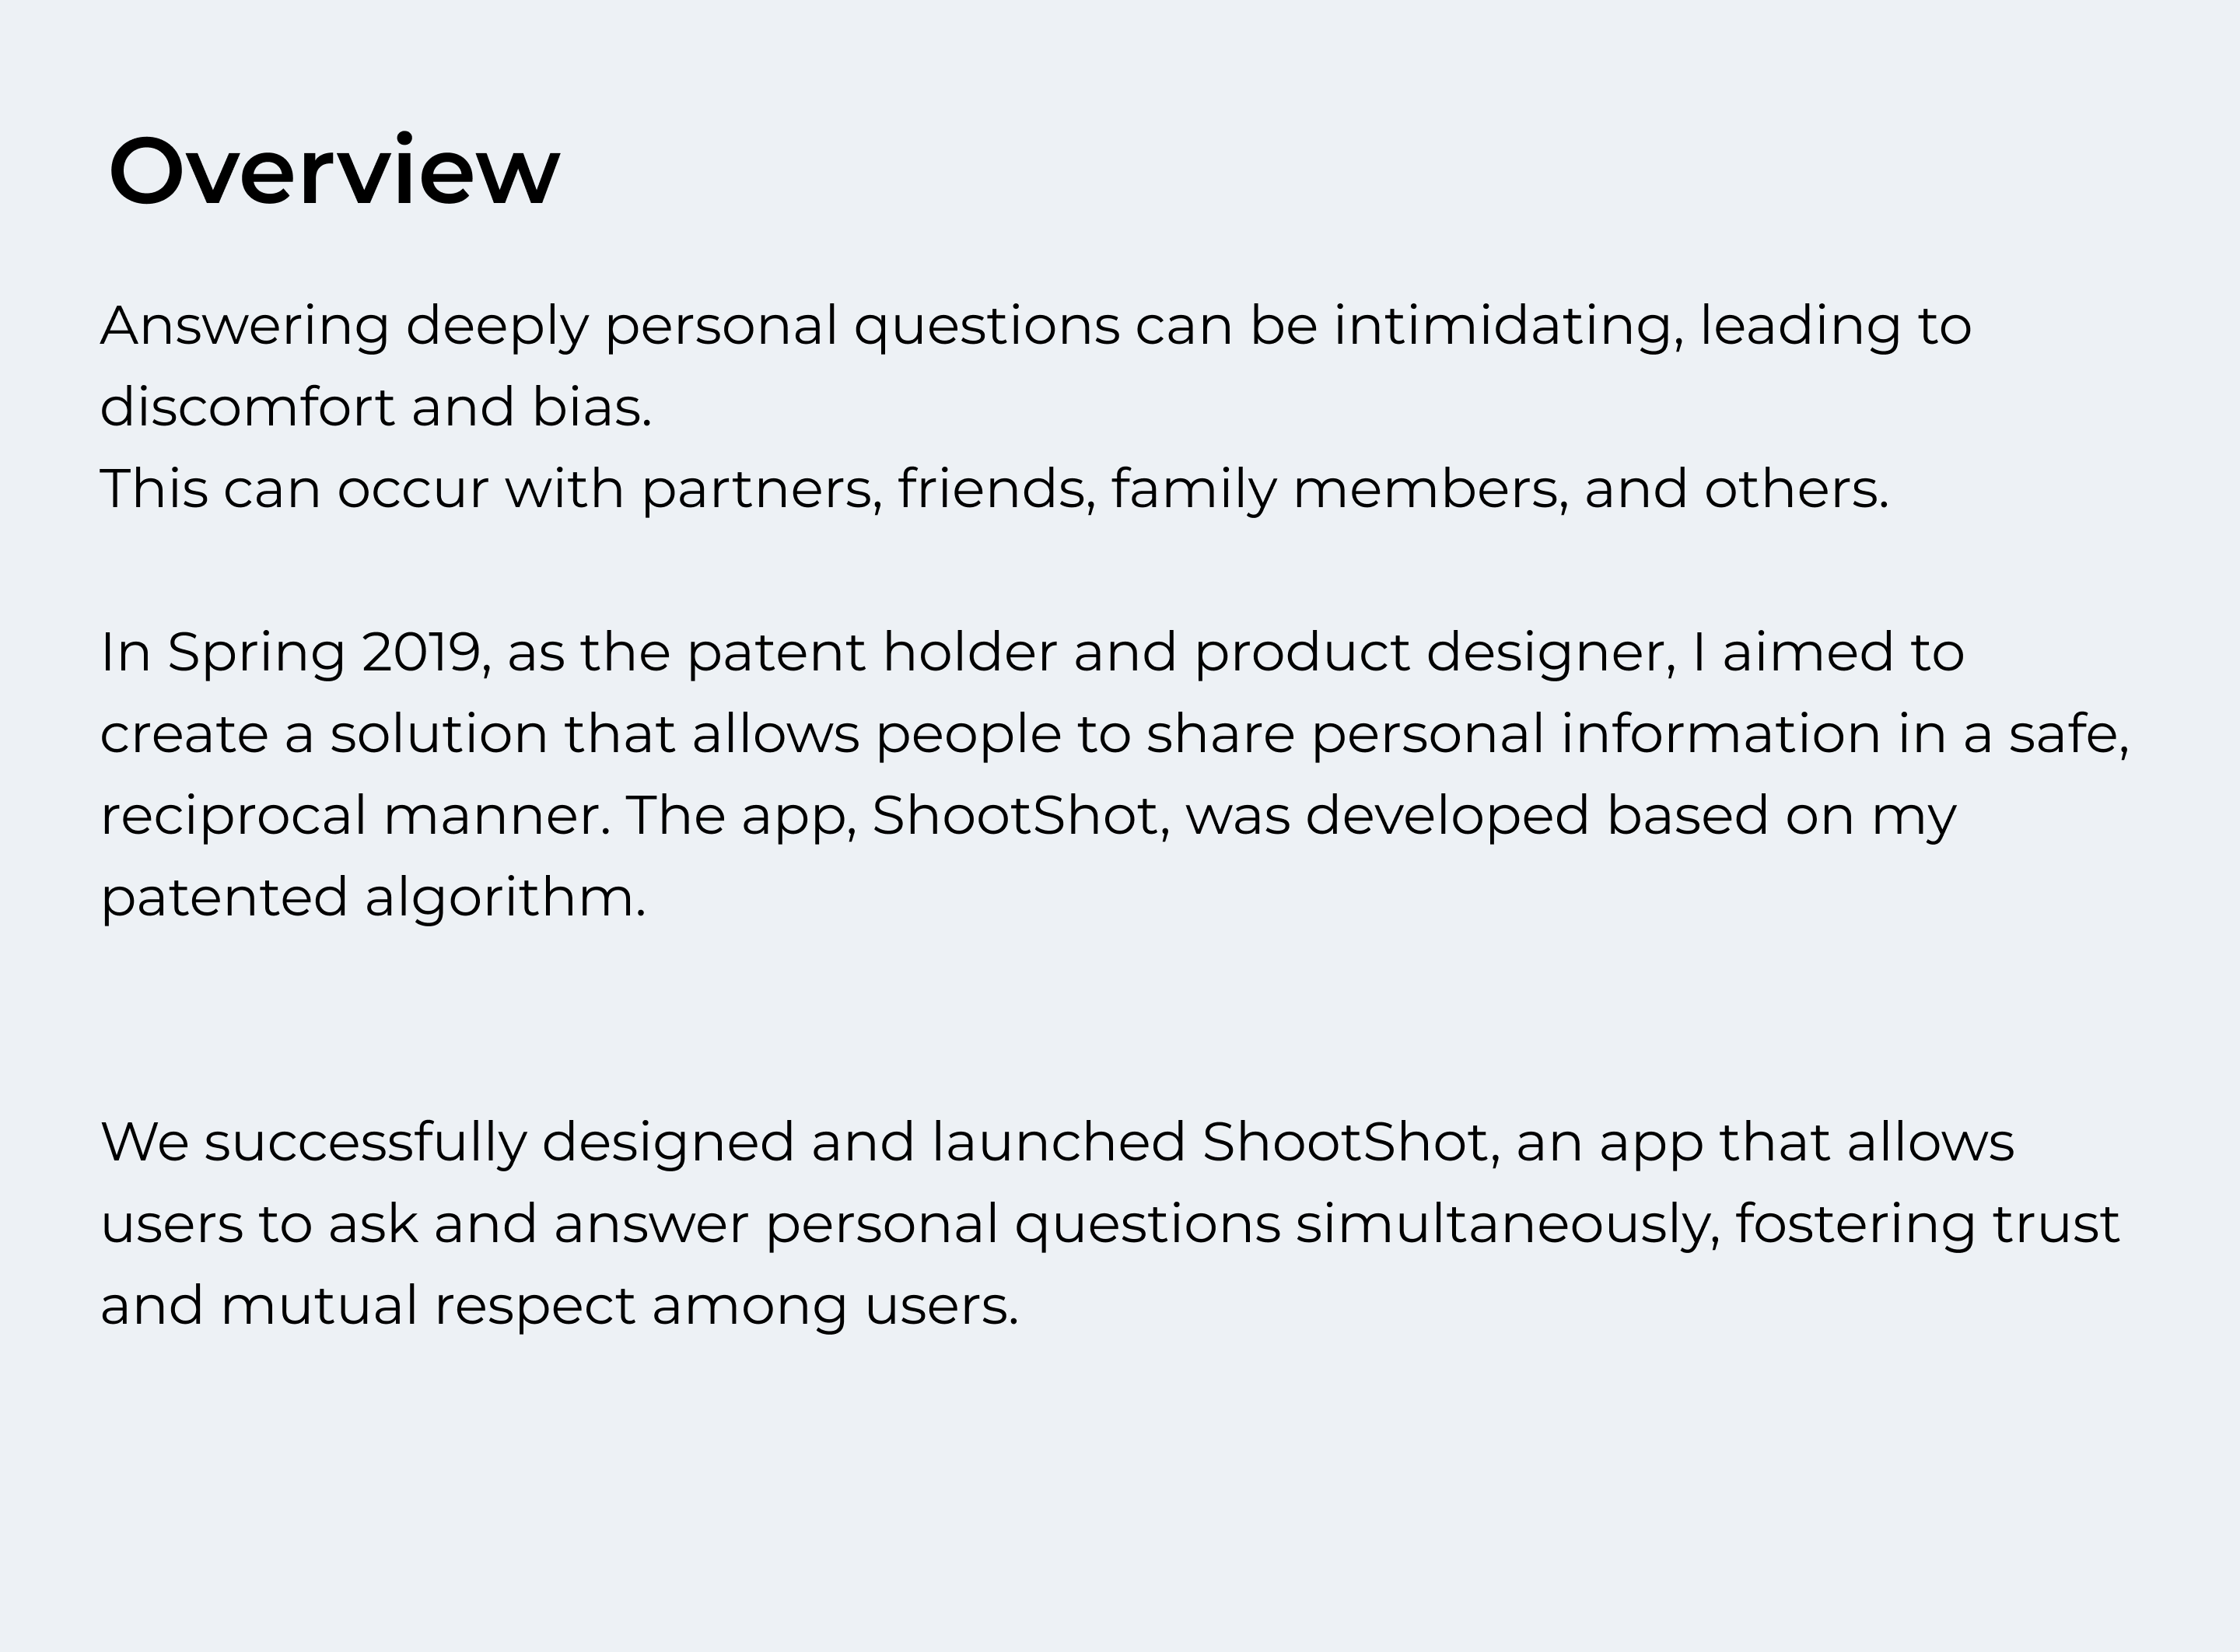 Overview
Answering deeply personal questions can be intimidating, leading to
discomfort and bias.
This can occur with partners, friends, family members, and others.
In Spring 2019, as the patent holder and product designer, I aimed to
create a solution that allows people to share personal information in a safe,
reciprocal manner. The app, ShootShot, was developed based on my
patented algorithm.
We successfully designed and launched ShootShot, an app that allows
users to ask and answer personal questions simultaneously, fostering trust
and mutual respect among users.